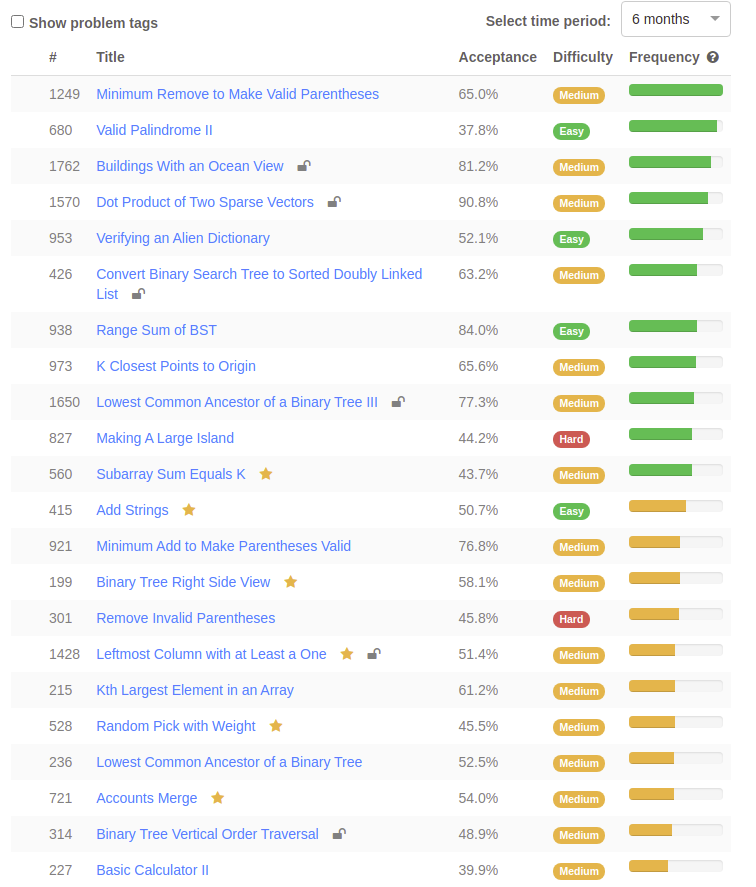 Show problem tags Select time period: 6 months
# Title Acceptance Difficulty Frequency ?
1249 Minimum Remove to Make Valid Parentheses 65.0% Medium
680 Valid Palindrome II 37.8% Easy
1762 Buildings With an Ocean View 81.2% Medium
1570 Dot Product of Two Sparse Vectors 90.8% Medium
953 Verifying an Alien Dictionary 52.1% Easy
426 Convert Binary Search Tree to Sorted Doubly Linked 63.2% Medium
List
938 Range Sum of BST 84.0% Easy
973 K Closest Points to Origin 65.6% Medium
1650 Lowest Common Ancestor of a Binary Tree III 77.3% Medium
827 Making A Large Island 44.2% Hard
560 Subarray Sum Equals K 43.7% Medium
415 Add Strings 50.7% Easy
921 Minimum Add to Make Parentheses Valid 76.8% Medium
199 Binary Tree Right Side View 58.1% Medium
301 Remove Invalid Parentheses 45.8% Hard
1428 Leftmost Column with at Least a One 51.4% Medium
215 Kth Largest Element in an Array 61.2% Medium
528 Random Pick with Weight 45.5% Medium
236 Lowest Common Ancestor of a Binary Tree 52.5% Medium
721 Accounts Merge 54.0% Medium
314 Binary Tree Vertical Order Traversal 48.9% Medium
227 Basic Calculator II 39.9% Medium